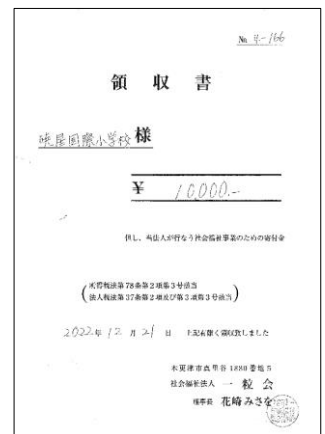 No. 4-166
領収書
暁星国際小学校 様
¥ 10,000.-
但し、当法人が行なう社会福祉事業のための寄付金
(所得税法第78条第2項第3号該当
法人税法第37条第2項及び第3項第3号該当)
2022年12月21日 上記有難く領収致しました
木更津市真里谷1880番地5
社会福祉法人 一粒会
理事長 花崎みさを